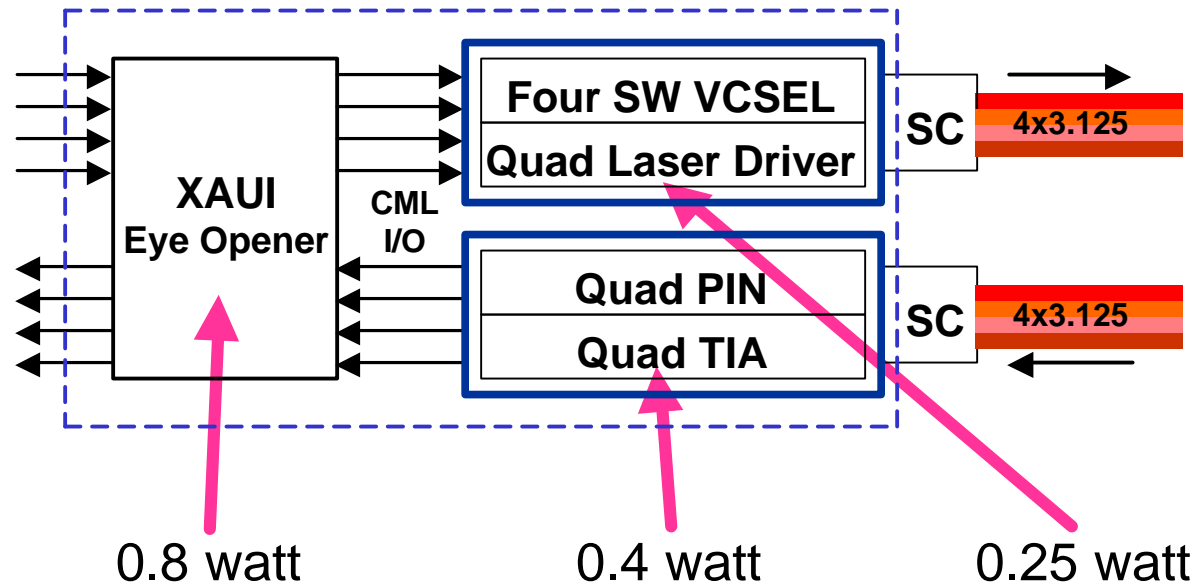 Four SW VCSEL
Quad Laser Driver
SC
4x3.125
XAUI
Eye Opener
CML
I/O
Quad PIN
Quad TIA
SC
4x3.125
0.8 watt
0.4 watt
0.25 watt